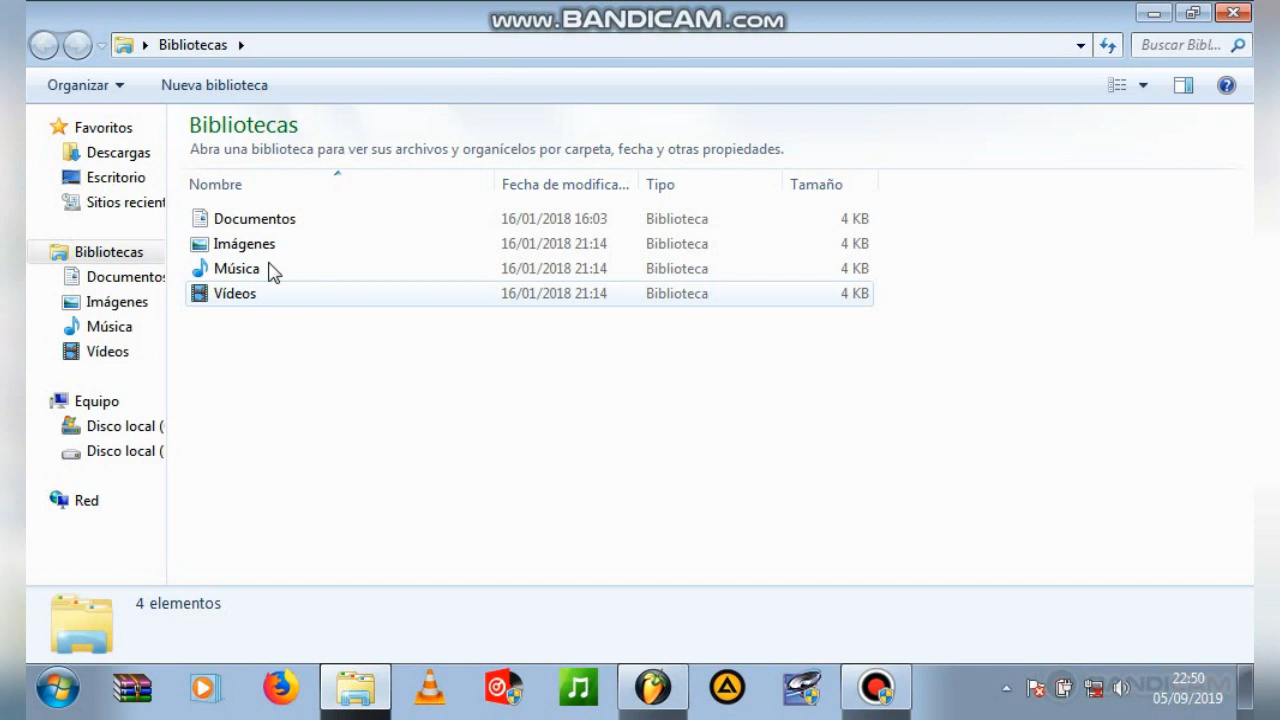 www.BANDICAM.com
Bibliotecas
Buscar Bibl...
Organizar
Nueva biblioteca
Favoritos
Descargas
Escritorio
Sitios recient
Bibliotecas
Documentos
Imágenes
Música
Vídeos
Equipo
Disco local (
Disco local (
Red
Bibliotecas
Abra una biblioteca para ver sus archivos y organícelos por carpeta, fecha y otras propiedades.
Nombre Fecha de modifica... Tipo Tamaño
Documentos 16/01/2018 16:03 Biblioteca 4 KB
Imágenes 16/01/2018 21:14 Biblioteca 4 KB
Música 16/01/2018 21:14 Biblioteca 4 KB
Vídeos 16/01/2018 21:14 Biblioteca 4 KB
4 elementos
BANDICAM
22:50
05/09/2019